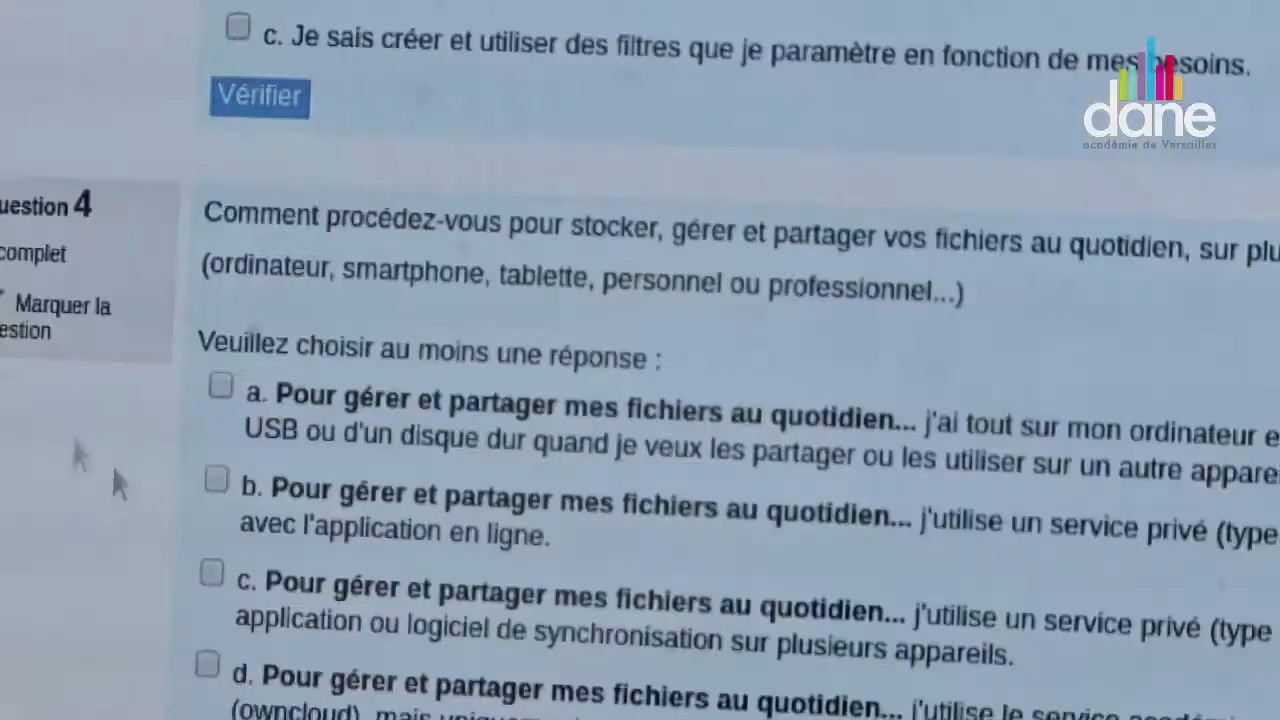 c. Je sais créer et utiliser des filtres que je paramètre en fonction de mes besoins.
Vérifier
dane
académie de Versailles
uestion 4
complet
Marquer la
estion
Comment procédez-vous pour stocker, gérer et partager vos fichiers au quotidien, sur plu
(ordinateur, smartphone, tablette, personnel ou professionnel...)
Veuillez choisir au moins une réponse :
a. Pour gérer et partager mes fichiers au quotidien... j'ai tout sur mon ordinateur e
USB ou d'un disque dur quand je veux les partager ou les utiliser sur un autre apparei
b. Pour gérer et partager mes fichiers au quotidien... j'utilise un service privé (type
avec l'application en ligne.
c. Pour gérer et partager mes fichiers au quotidien... j'utilise un service privé (type
application ou logiciel de synchronisation sur plusieurs appareils.
d. Pour gérer et partager mes fichiers au quotidien... j'utilise le service
(owncloud), mais